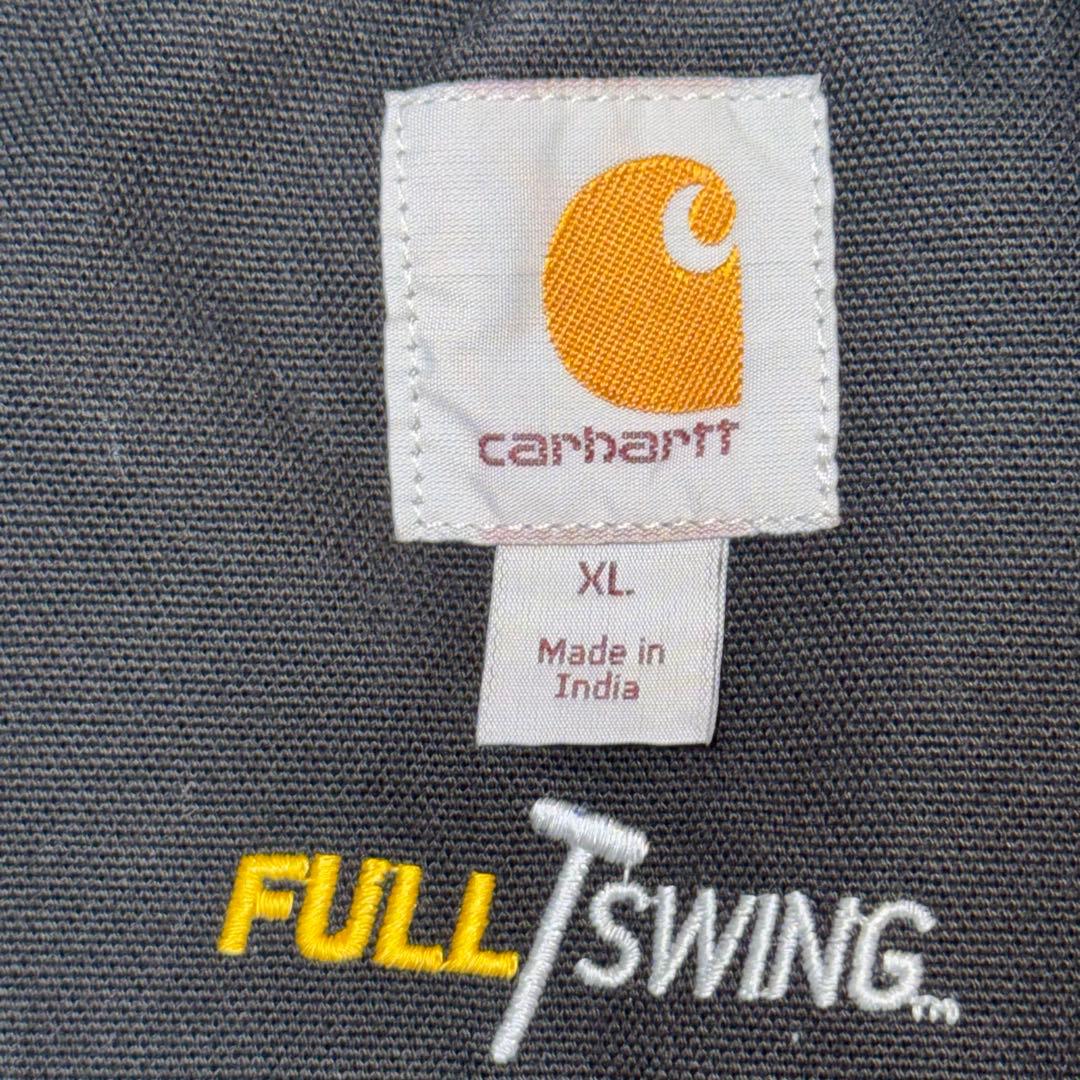 carhartt
XL
Made in
India
FULL SWING